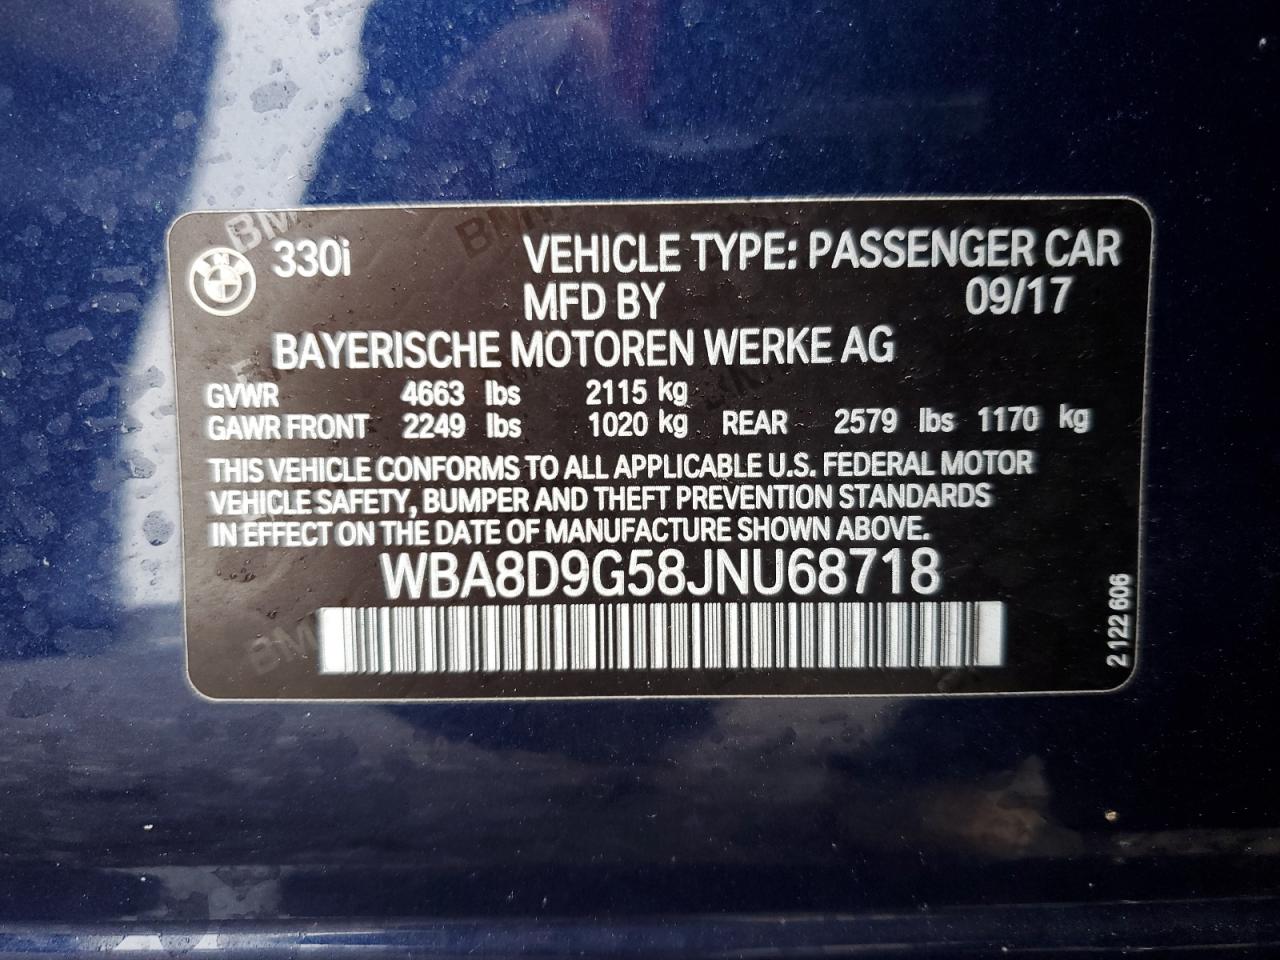 330i VEHICLE TYPE: PASSENGER CAR
MFD BY 09/17
BAYERISCHE MOTOREN WERKE AG
GVWR 4663 lbs 2115 kg
GAWR FRONT 2249 lbs 1020 kg REAR 2579 lbs 1170 kg
THIS VEHICLE CONFORMS TO ALL APPLICABLE U.S. FEDERAL MOTOR
VEHICLE SAFETY, BUMPER AND THEFT PREVENTION STANDARDS
IN EFFECT ON THE DATE OF MANUFACTURE SHOWN ABOVE.
WBA8D9G58JNU68718
2 122 606